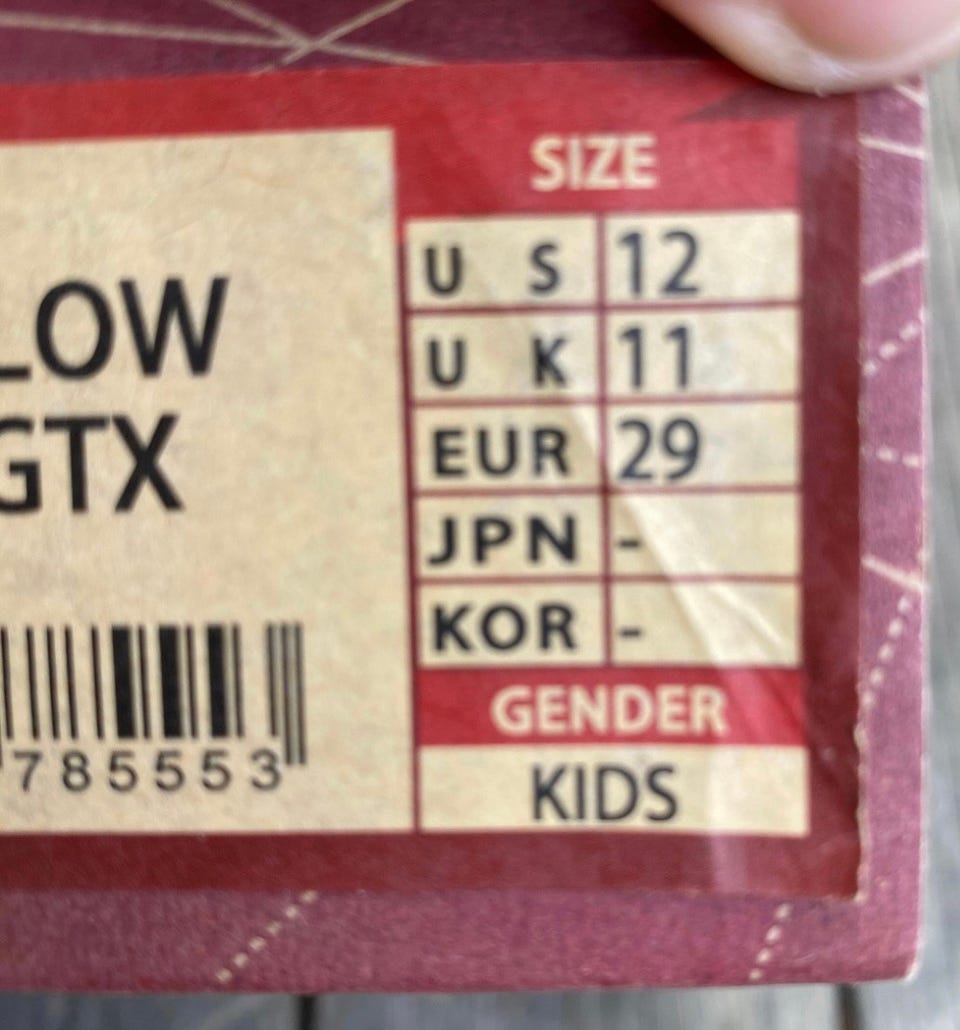 LOW
GTX
785553
SIZE
U S 12
U K 11
EUR 29
JPN -
KOR -
GENDER
KIDS